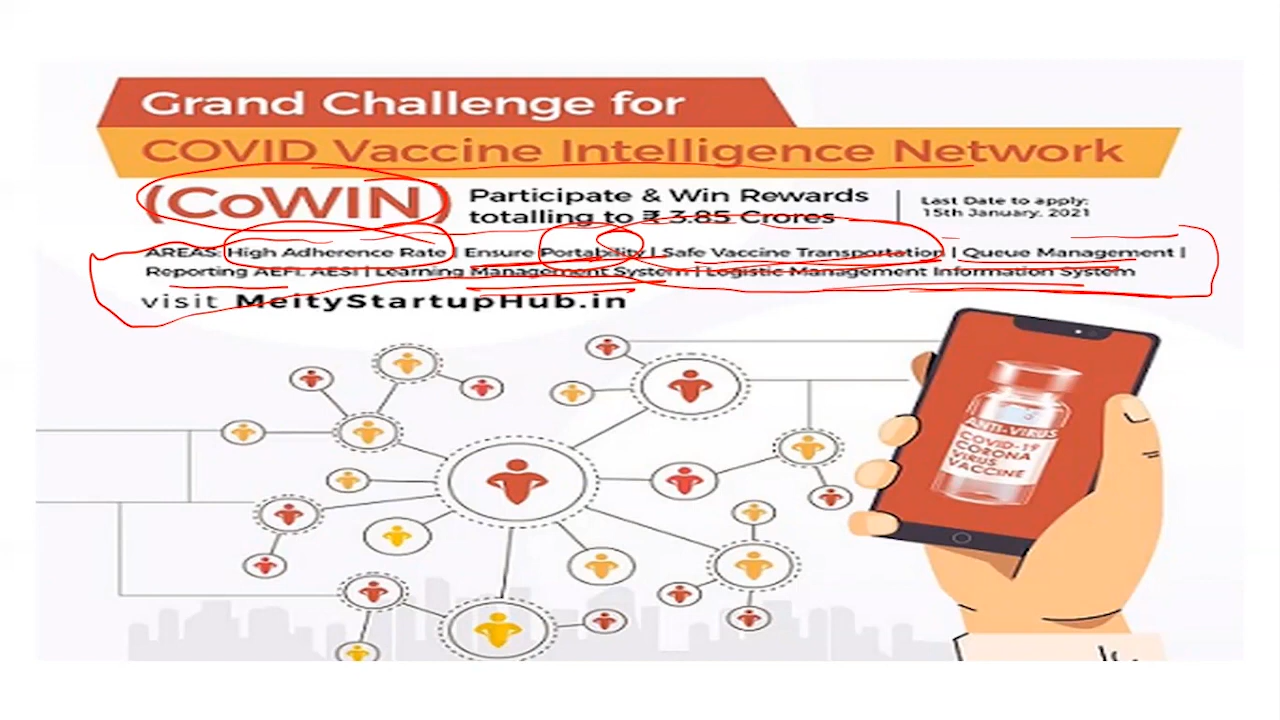 Grand Challenge for
COVID Vaccine Intelligence Network
(CoWIN)
Participate & Win Rewards
totalling to ₹ 3.85 Crores
Last Date to apply:
15th January. 2021
AREAS: High Adherence Rate | Ensure Portability | Safe Vaccine Transportation | Queue Management |
Reporting AEFI. AESI | Learning Management System | Logistic Management Information System
visit MeityStartupHub.in
ANTI-VIRUS
COVID-19
CORONA
VIRUS
VACCINE